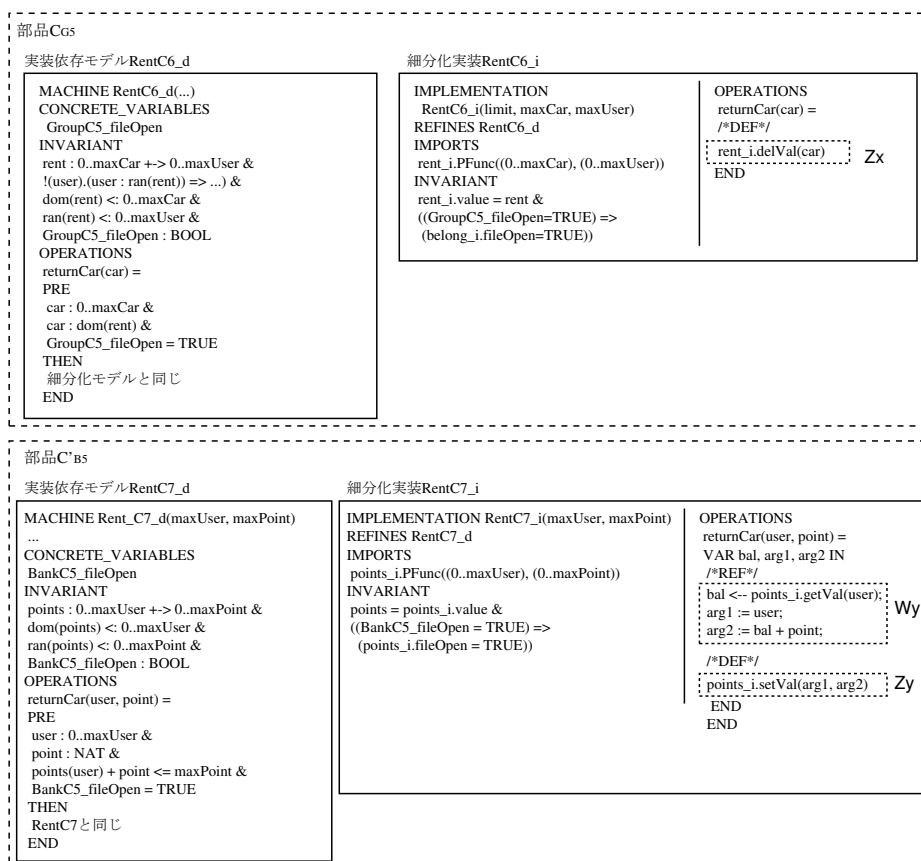 部品CG5
実装依存モデルRentC6_d
MACHINE RentC6_d(...)
CONCRETE_VARIABLES
GroupC5_fileOpen
INVARIANT
rent : 0..maxCar +-> 0..maxUser &
!(user).(user : ran(rent)) => ...) &
dom(rent) <: 0..maxCar &
ran(rent) <: 0..maxUser &
GroupC5_fileOpen : BOOL
OPERATIONS
returnCar(car) =
PRE
car : 0..maxCar &
car : dom(rent) &
GroupC5_fileOpen = TRUE
THEN
細分化モデルと同じ
END
細分化実装RentC6_i
IMPLEMENTATION
RentC6_i(limit, maxCar, maxUser)
REFINES RentC6_d
IMPORTS
rent_i.PFunc((0..maxCar), (0..maxUser))
INVARIANT
rent_i.value = rent &
((GroupC5_fileOpen=TRUE) =>
(belong_i.fileOpen=TRUE))
OPERATIONS
returnCar(car) =
/*DEF*/
rent_i.delVal(car)
Zx
END
部品C’B5
実装依存モデルRentC7_d
MACHINE Rent_C7_d(maxUser, maxPoint)
...
CONCRETE_VARIABLES
BankC5_fileOpen
INVARIANT
points : 0..maxUser +-> 0..maxPoint &
dom(points) <: 0..maxUser &
ran(points) <: 0..maxPoint &
BankC5_fileOpen : BOOL
OPERATIONS
returnCar(user, point) =
PRE
user : 0..maxUser &
point : NAT &
points(user) + point <= maxPoint &
BankC5_fileOpen = TRUE
THEN
RentC7と同じ
END
細分化実装RentC7_i
IMPLEMENTATION RentC7_i(maxUser, maxPoint)
REFINES RentC7_d
IMPORTS
points_i.PFunc((0..maxUser), (0..maxPoint))
INVARIANT
points = points_i.value &
((BankC5_fileOpen = TRUE) =>
(points_i.fileOpen = TRUE))
OPERATIONS
returnCar(user, point) =
VAR bal, arg1, arg2 IN
/*REF*/
bal <-- points_i.getVal(user);
arg1 := user;
arg2 := bal + point;
Wy
/*DEF*/
points_i.setVal(arg1, arg2)
Zy
END
END